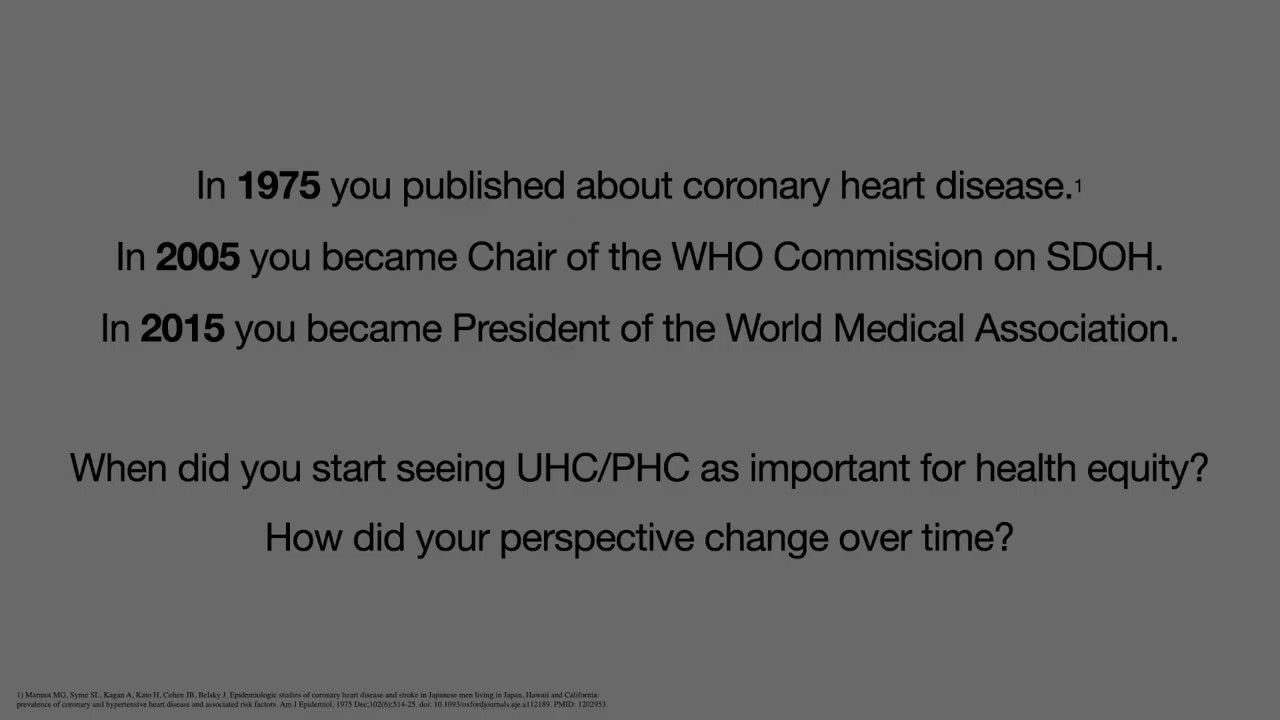 In 1975 you published about coronary heart disease.1
In 2005 you became Chair of the WHO Commission on SDOH.
In 2015 you became President of the World Medical Association.
When did you start seeing UHC/PHC as important for health equity?
How did your perspective change over time?
1) Marmot MG, Syme SL, Kagan A, Kato H, Cohen JB, Belsky J. Epidemiologic studies of coronary heart disease and stroke in Japanese men living in Japan, Hawaii and California:
prevalence of coronary and hypertensive heart disease and associated risk factors. Am J Epidemiol. 1975 Dec;102(6):514-25. doi: 10.1093/oxfordjournals.aje.a112189. PMID: 1202953.